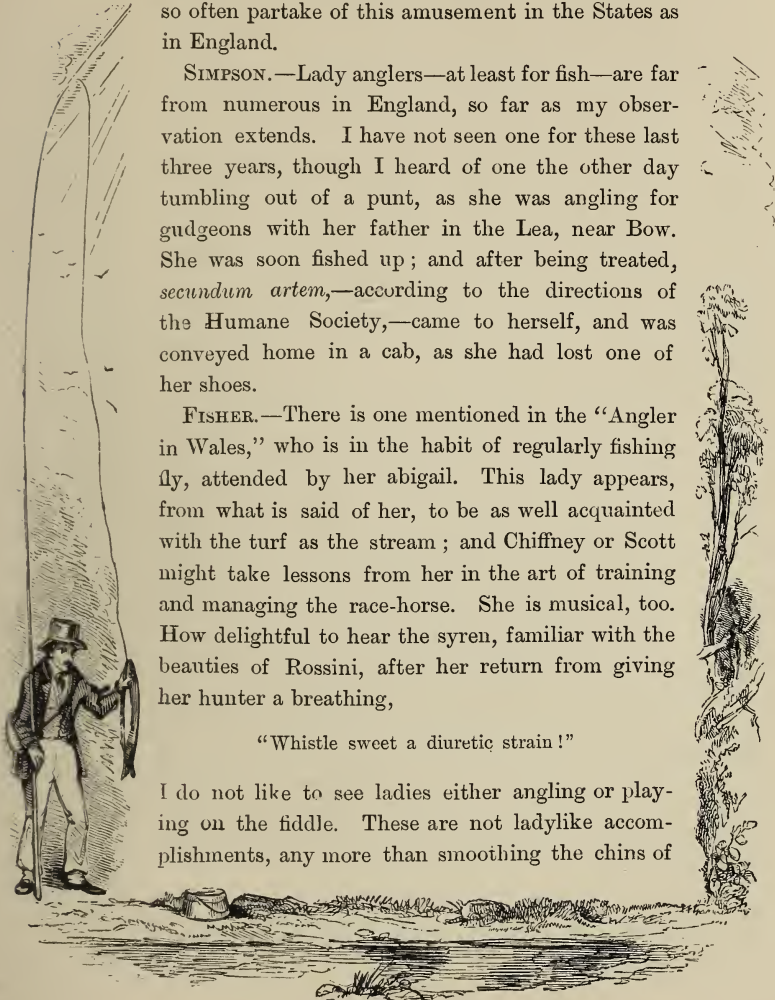 so often partake of this amusement in the States as
in England.
SIMPSON.—Lady anglers—at least for fish—are far
from numerous in England, so far as my obser-
vation extends. I have not seen one for these last
three years, though I heard of one the other day
tumbling out of a punt, as she was angling for
gudgeons with her father in the Lea, near Bow.
She was soon fished up; and after being treated,
secundum artem,—according to the directions of
the Humane Society,—came to herself, and was
conveyed home in a cab, as she had lost one of
her shoes.
FISHER.—There is one mentioned in the “Angler
in Wales,” who is in the habit of regularly fishing
fly, attended by her abigail. This lady appears,
from what is said of her, to be as well acquainted
with the turf as the stream; and Chiffney or Scott
might take lessons from her in the art of training
and managing the race-horse. She is musical, too.
How delightful to hear the syren, familiar with the
beauties of Rossini, after her return from giving
her hunter a breathing,
“Whistle sweet a diuretic strain!”
I do not like to see ladies either angling or play-
ing on the fiddle. These are not ladylike accom-
plishments, any more than smoothing the chins of